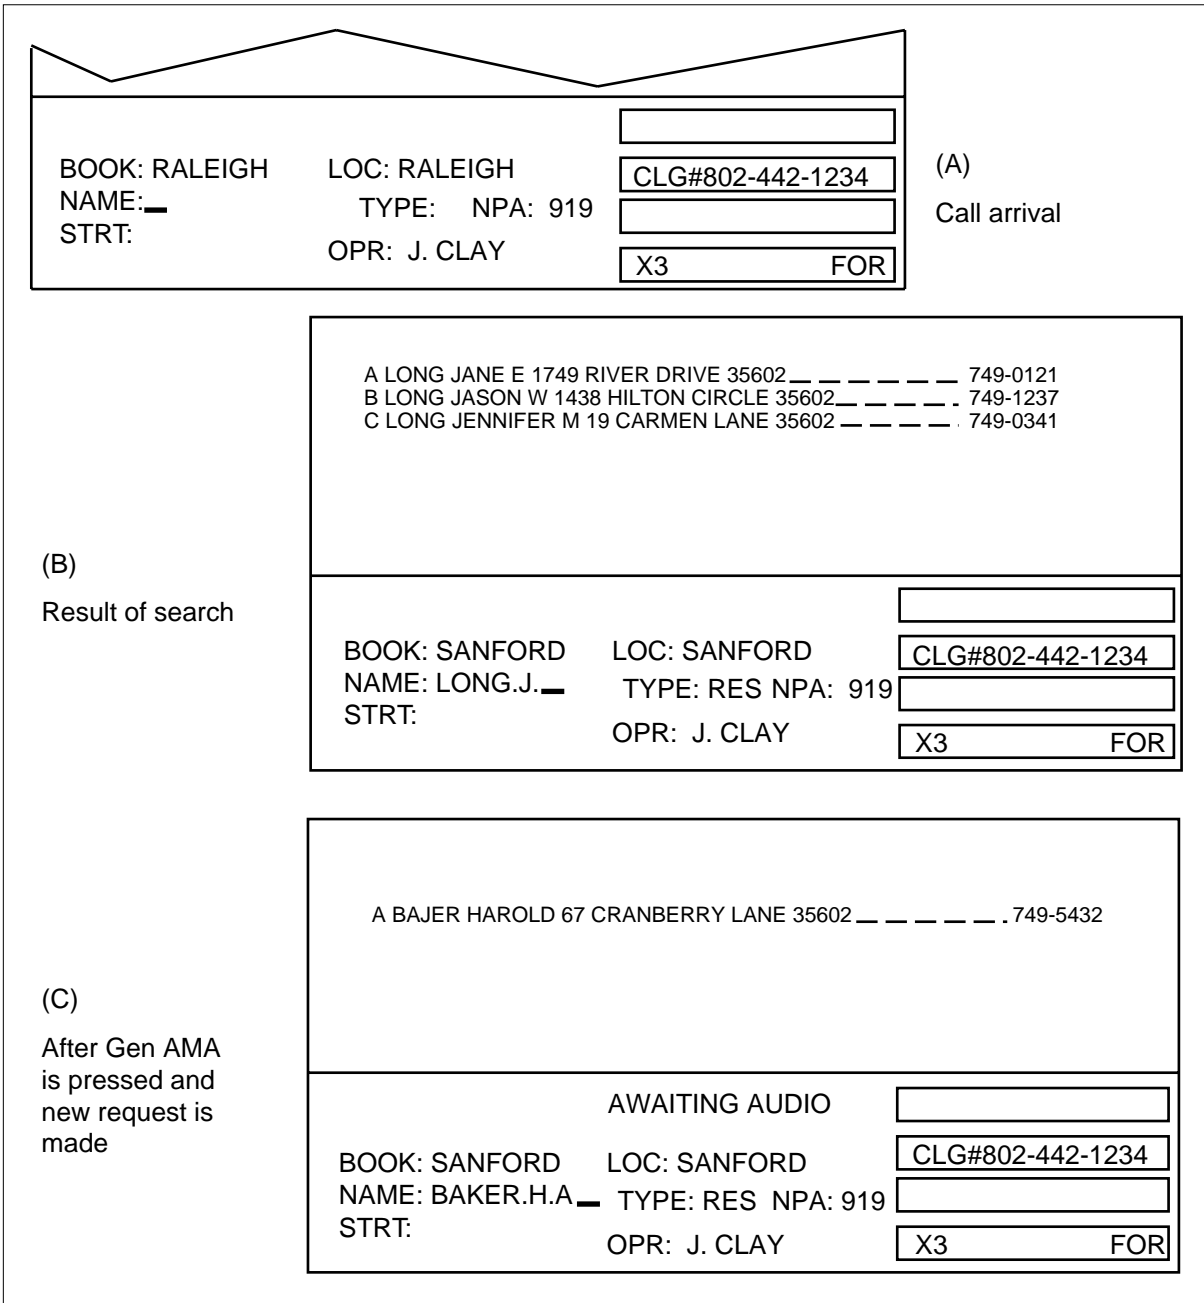 BOOK: RALEIGH LOC: RALEIGH CLG#802-442-1234
NAME: TYPE: NPA: 919
STRT:
OPR: J. CLAY X3 FOR
(A)
Call arrival
A LONG JANE E 1749 RIVER DRIVE 35602 749-0121
B LONG JASON W 1438 HILTON CIRCLE 35602 749-1237
C LONG JENNIFER M 19 CARMEN LANE 35602 749-0341
(B)
Result of search
BOOK: SANFORD LOC: SANFORD CLG#802-442-1234
NAME: LONG.J. TYPE: RES NPA: 919
STRT:
OPR: J. CLAY X3 FOR
A BAJER HAROLD 67 CRANBERRY LANE 35602 749-5432
(C)
After Gen AMA
is pressed and
new request is
made
AWAITING AUDIO
BOOK: SANFORD LOC: SANFORD CLG#802-442-1234
NAME: BAKER.H.A TYPE: RES NPA: 919
STRT:
OPR: J. CLAY X3 FOR